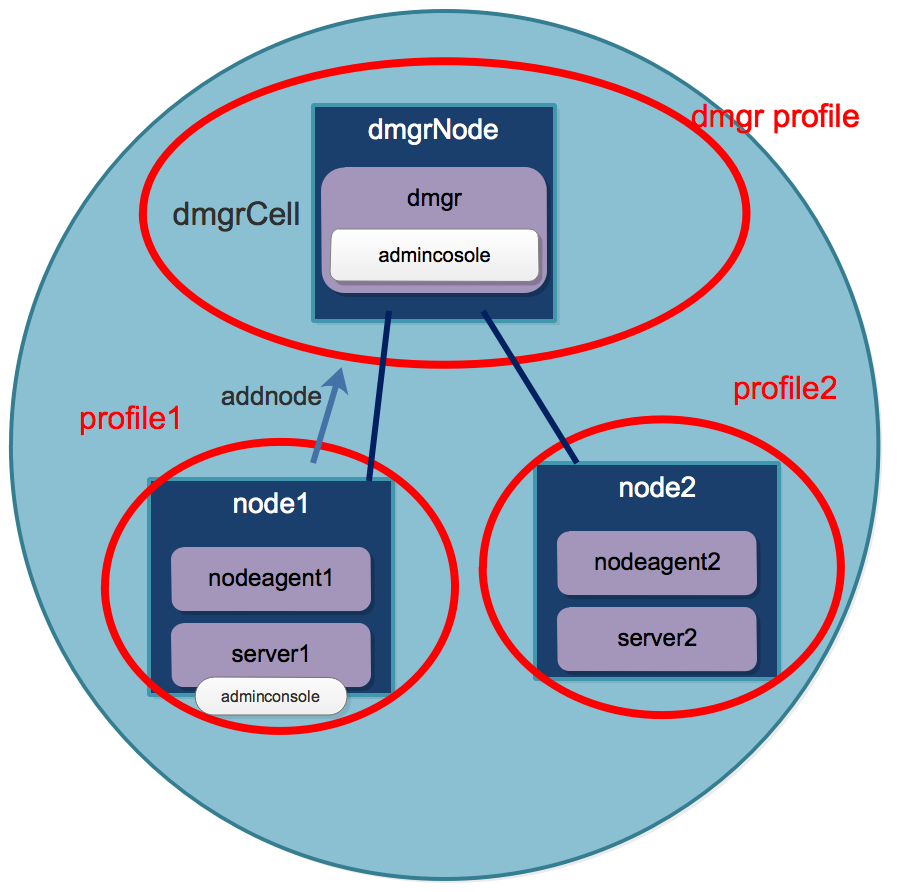 dmgr profile
dmgrNode
dmgr
dmgrCell
admincosole
addnode
profile1
profile2
node1
nodeagent1
server1
adminconsole
node2
nodeagent2
server2